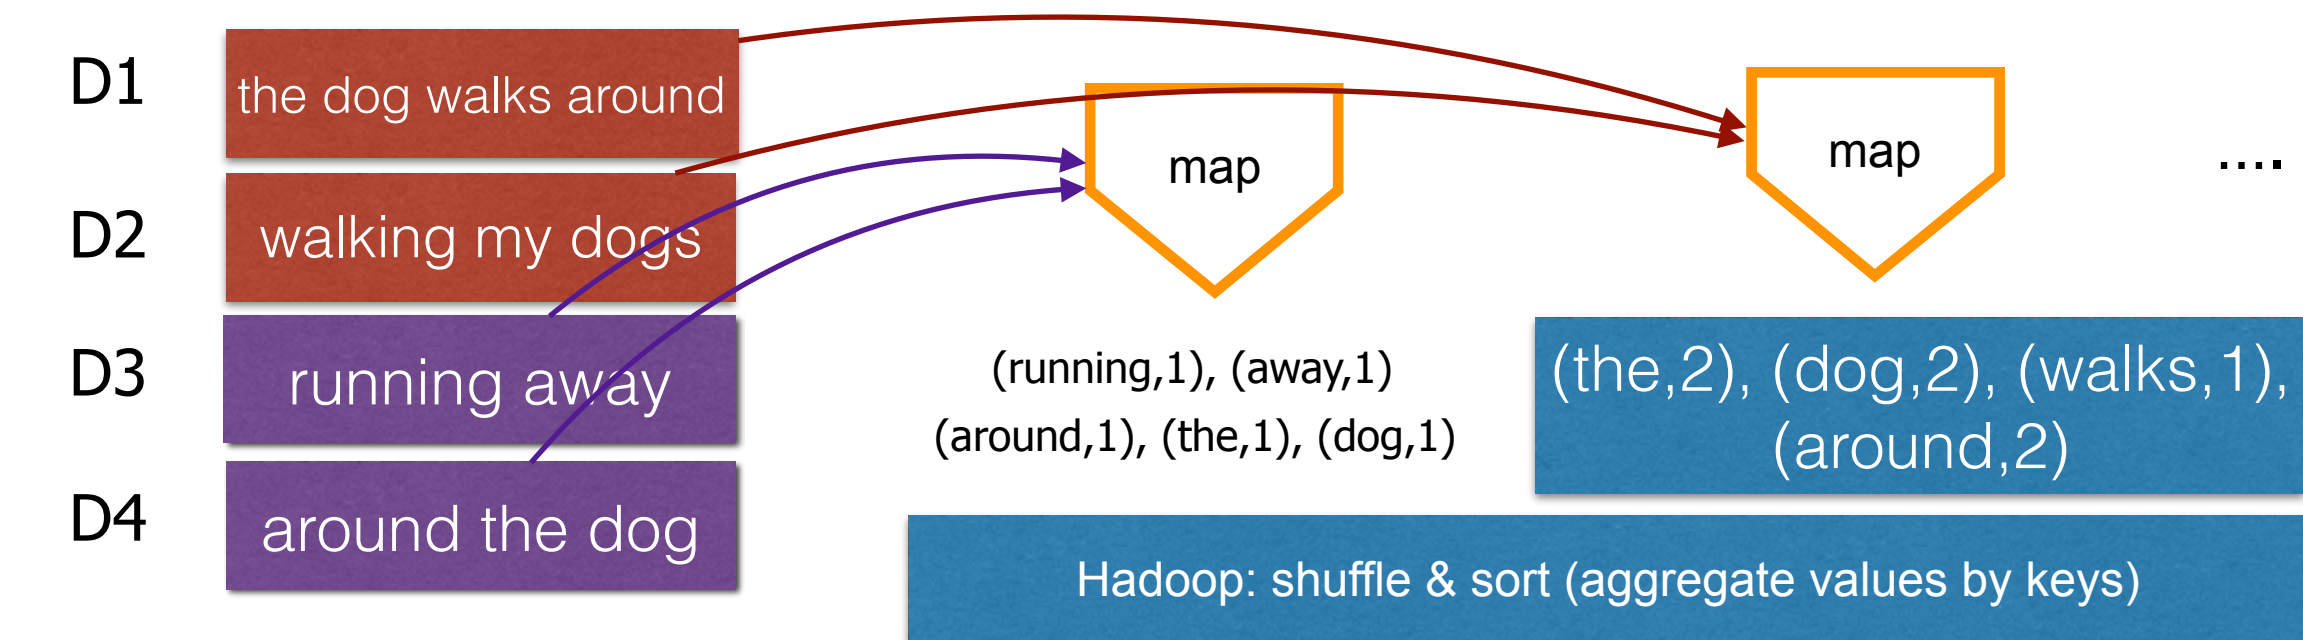 D1
the dog walks around
D2
walking my dogs
D3
running away
D4
around the dog
map
map
....
(running,1), (away,1)
(around,1), (the,1), (dog,1)
(the,2), (dog,2), (walks,1),
(around,2)
Hadoop: shuffle & sort (aggregate values by keys)